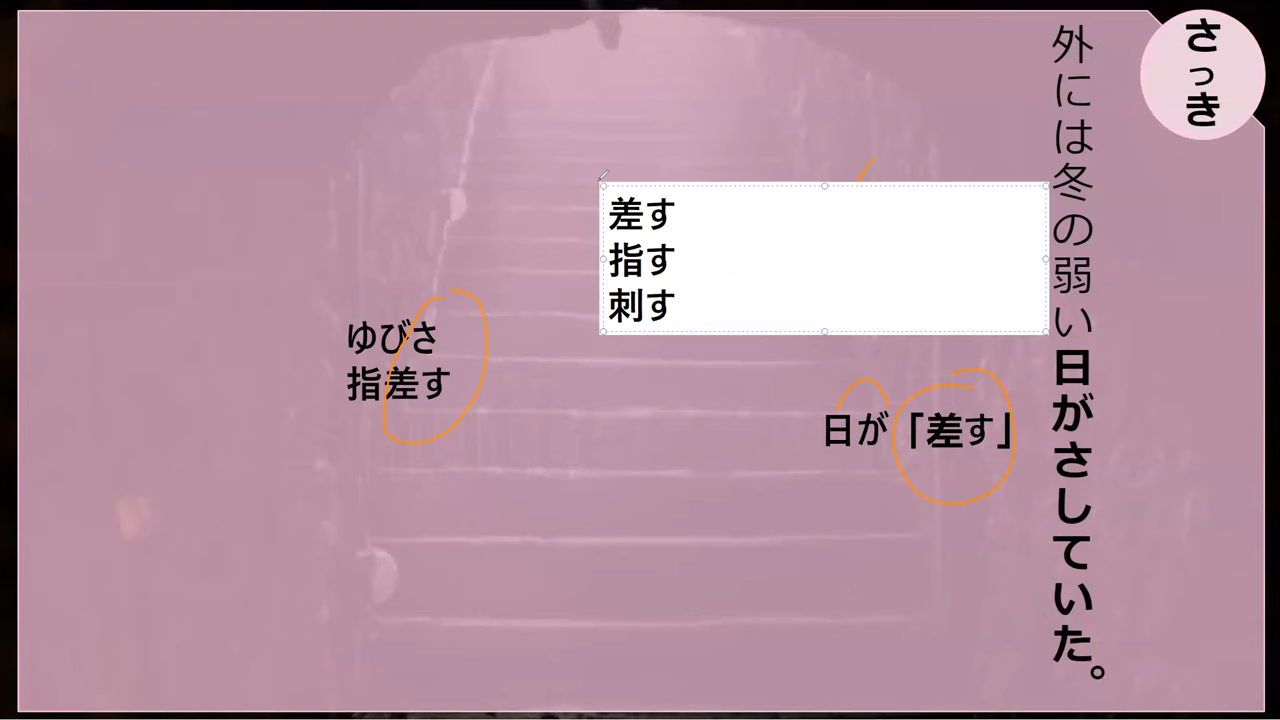 さっき
外には冬の弱い日がさしていた。
差す
指す
刺す
日が「差す」
ゆびさ
指差す